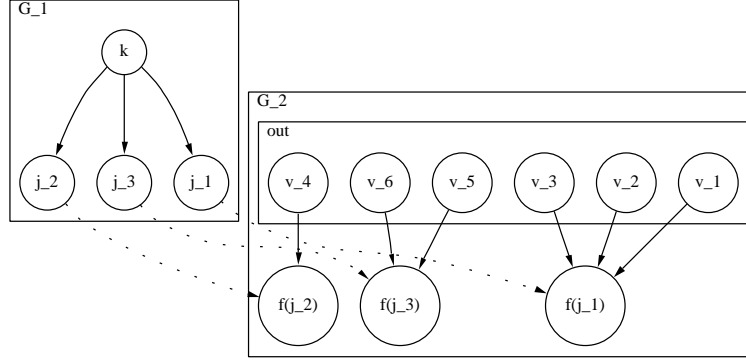 G_1
k
j_2 j_3 j_1
G_2
out
v_4 v_6 v_5 v_3 v_2 v_1
f(j_2) f(j_3) f(j_1)